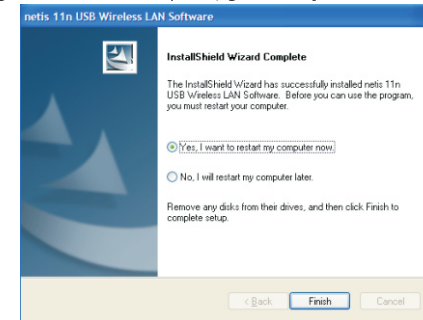 netis 11n USB Wireless LAN Software
InstallShield Wizard Complete
The InstallShield Wizard has successfully installed netis 11n
USB Wireless LAN Software. Before you can use the program,
you must restart your computer.
Yes, I want to restart my computer now.
No, I will restart my computer later.
Remove any disks from their drives, and then click Finish to
complete setup.
< Back Finish Cancel